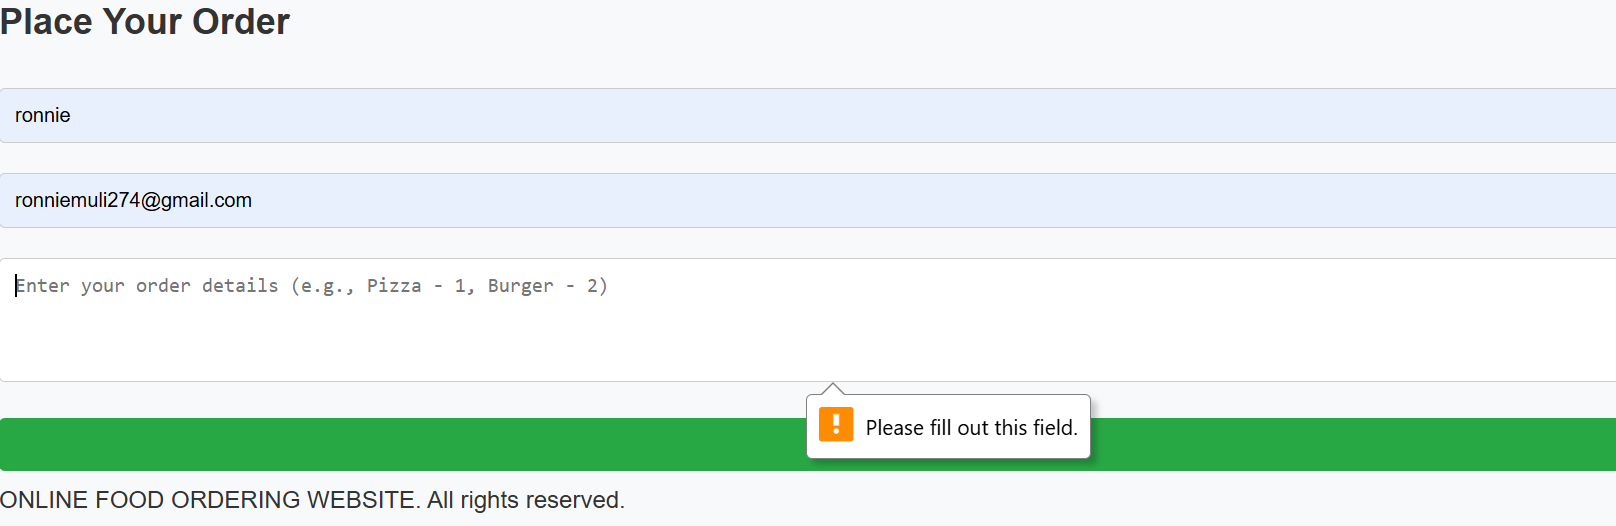 Place Your Order
ronnie
ronniemuli274@gmail.com
Enter your order details (e.g., Pizza - 1, Burger - 2)
Please fill out this field.
ONLINE FOOD ORDERING WEBSITE. All rights reserved.